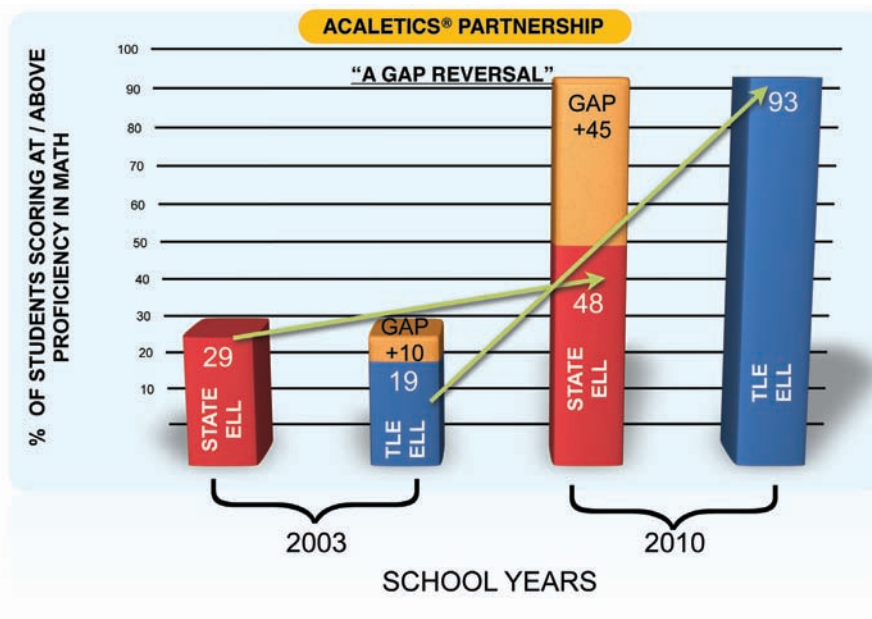 ACALETICS® PARTNERSHIP
"A GAP REVERSAL"
% OF STUDENTS SCORING AT / ABOVE
PROFICIENCY IN MATH
100
90
80
70
60
50
40
30
20
10
29
STATE
ELL
GAP
+10
19
TLE
ELL
GAP
+45
48
STATE
ELL
93
TLE
ELL
2003
2010
SCHOOL YEARS